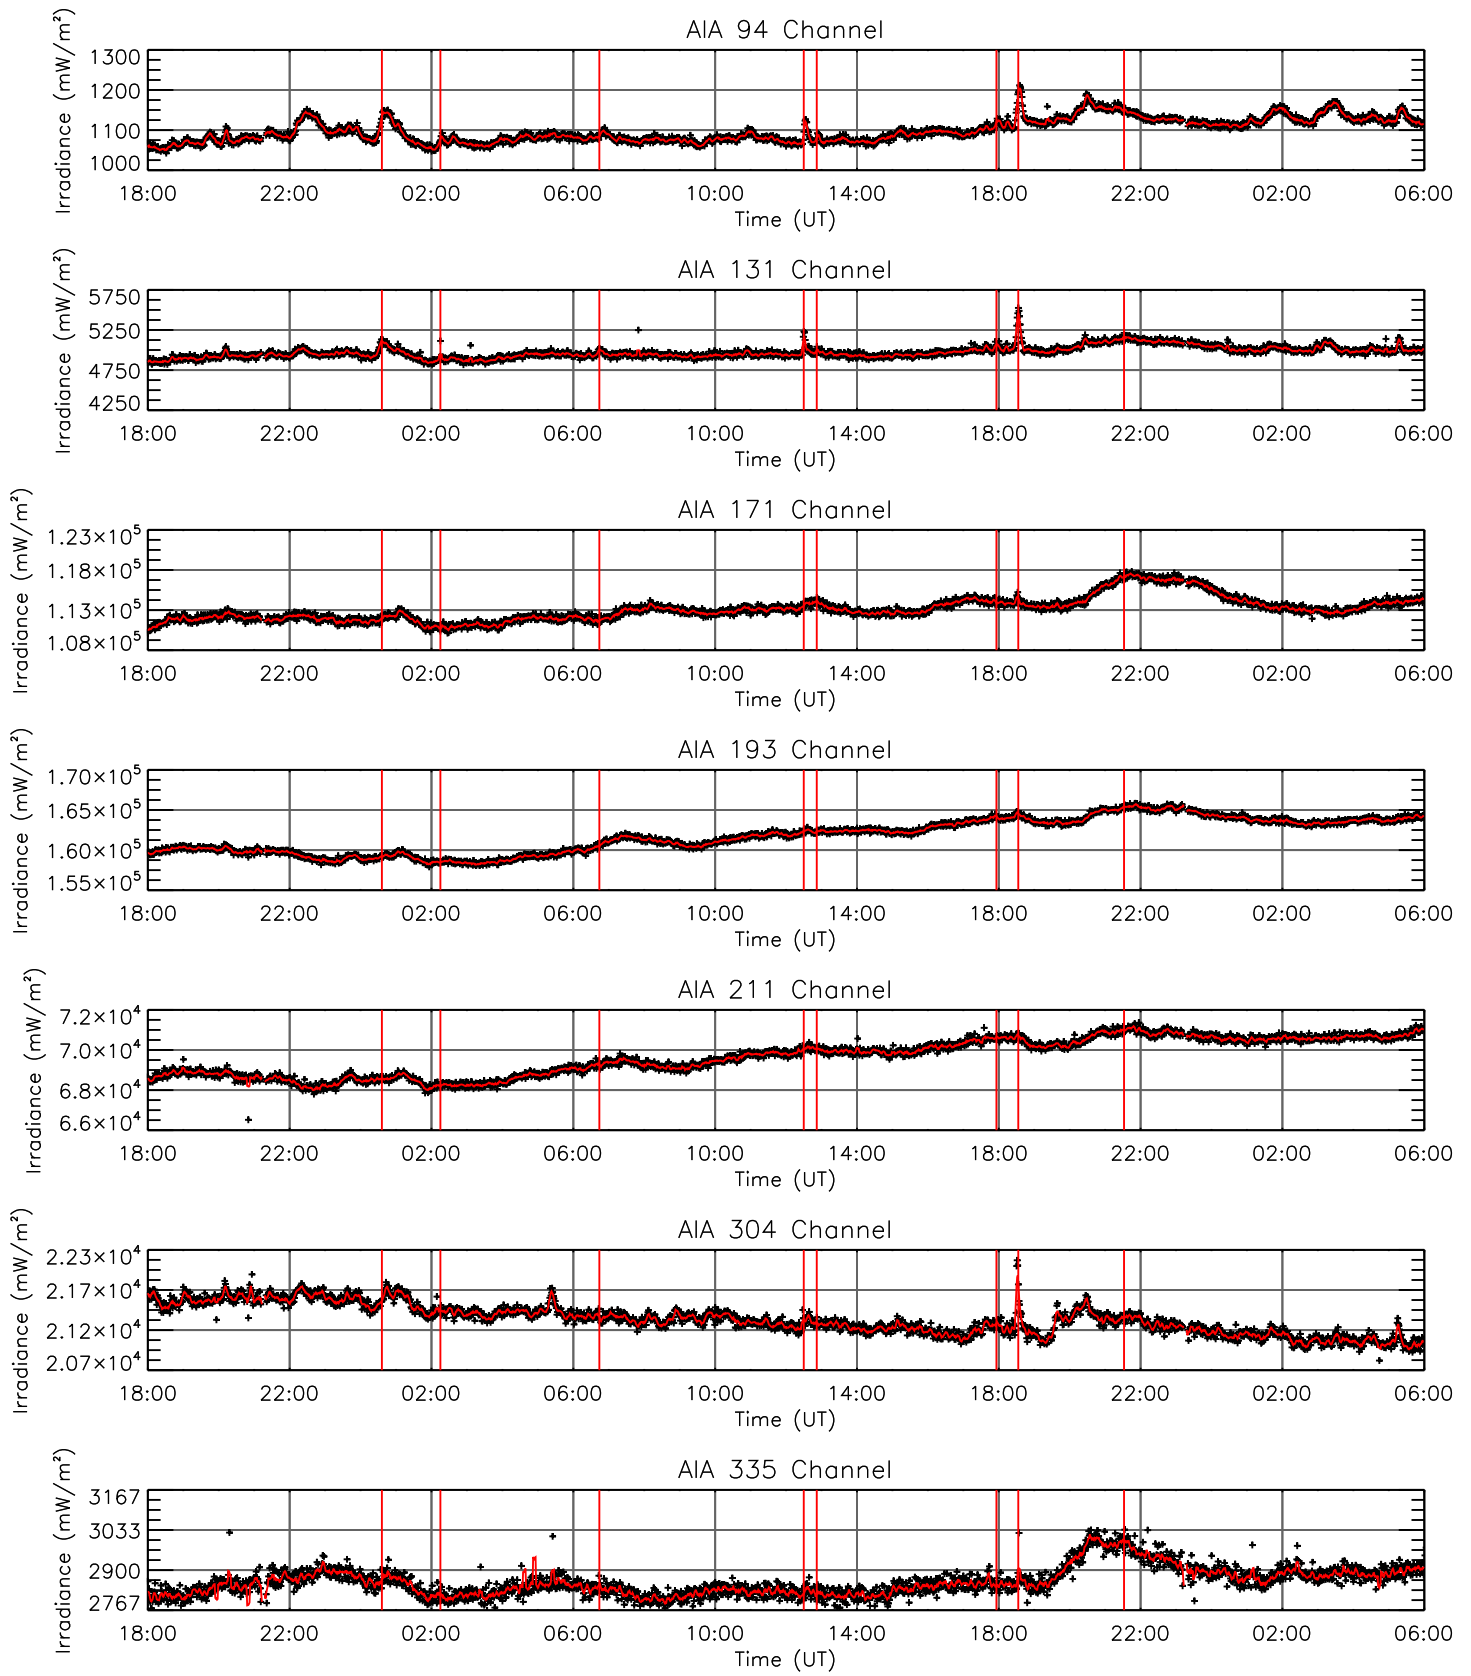 AIA 94 Channel
Irradiance (mW/m²)
1300
1200
1100
1000
18:00 22:00 02:00 06:00 10:00 14:00 18:00 22:00 02:00 06:00
Time (UT)
AIA 131 Channel
Irradiance (mW/m²)
5750
5250
4750
4250
18:00 22:00 02:00 06:00 10:00 14:00 18:00 22:00 02:00 06:00
Time (UT)
AIA 171 Channel
Irradiance (mW/m²)
1.23×10⁵
1.18×10⁵
1.13×10⁵
1.08×10⁵
18:00 22:00 02:00 06:00 10:00 14:00 18:00 22:00 02:00 06:00
Time (UT)
AIA 193 Channel
Irradiance (mW/m²)
1.70×10⁵
1.65×10⁵
1.60×10⁵
1.55×10⁵
18:00 22:00 02:00 06:00 10:00 14:00 18:00 22:00 02:00 06:00
Time (UT)
AIA 211 Channel
Irradiance (mW/m²)
7.2×10⁴
7.0×10⁴
6.8×10⁴
6.6×10⁴
18:00 22:00 02:00 06:00 10:00 14:00 18:00 22:00 02:00 06:00
Time (UT)
AIA 304 Channel
Irradiance (mW/m²)
2.23×10⁴
2.17×10⁴
2.12×10⁴
2.07×10⁴
18:00 22:00 02:00 06:00 10:00 14:00 18:00 22:00 02:00 06:00
Time (UT)
AIA 335 Channel
Irradiance (mW/m²)
3167
3033
2900
2767
18:00 22:00 02:00 06:00 10:00 14:00 18:00 22:00 02:00 06:00
Time (UT)